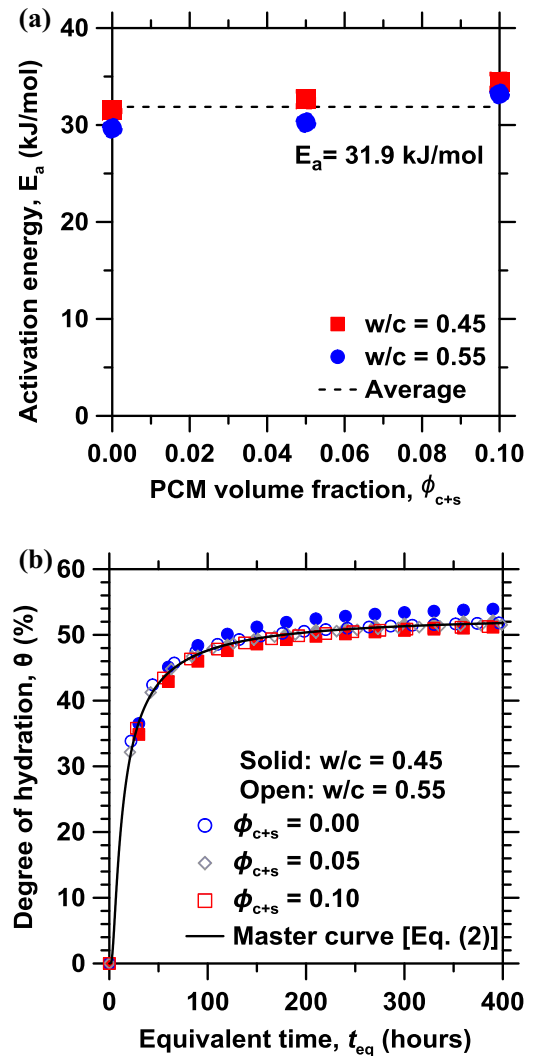 (a)
40
30
20
10
0
Activation energy, Eₐ (kJ/mol)
Eₐ= 31.9 kJ/mol
w/c = 0.45
w/c = 0.55
Average
0.00 0.02 0.04 0.06 0.08 0.10
PCM volume fraction, ϕc+s
(b)
60
50
40
30
20
10
0
Degree of hydration, θ (%)
Solid: w/c = 0.45
Open: w/c = 0.55
ϕc+s = 0.00
ϕc+s = 0.05
ϕc+s = 0.10
Master curve [Eq. (2)]
0 100 200 300 400
Equivalent time, teq (hours)